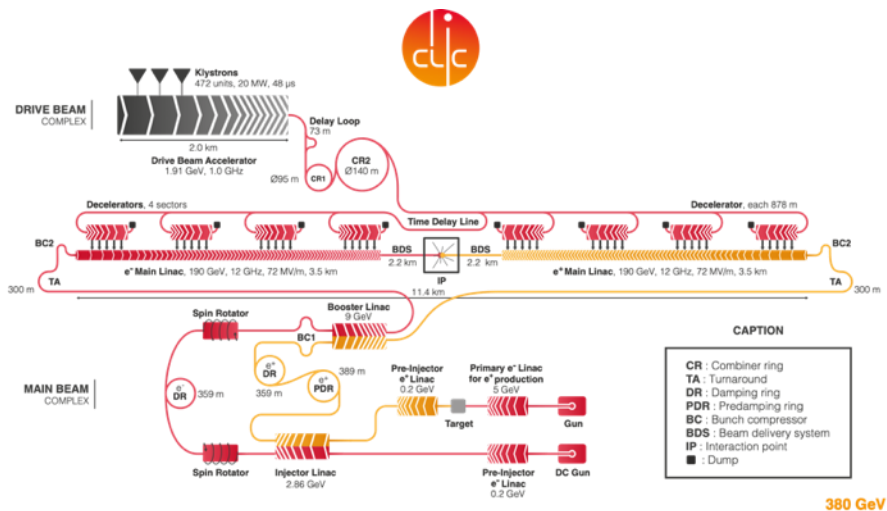 clic
Klystrons
472 units, 20 MW, 48 µs
DRIVE BEAM
COMPLEX
2.0 km
Drive Beam Accelerator
1.91 GeV, 1.0 GHz
Delay Loop
73 m
CR2
Ø140 m
Ø95 m
CR1
Decelerators, 4 sectors
Time Delay Line
Decelerator, each 878 m
BC2
BDS
2.2 km
BDS
2.2 km
BC2
e⁻ Main Linac, 190 GeV, 12 GHz, 72 MV/m, 3.5 km
IP
e⁺ Main Linac, 190 GeV, 12 GHz, 72 MV/m, 3.5 km
TA
TA
300 m
11.4 km
300 m
Spin Rotator
Booster Linac
9 GeV
BC1
MAIN BEAM
COMPLEX
e⁻
DR
359 m
e⁺
DR
359 m
e⁺
PDR
389 m
Pre-Injector
e⁺ Linac
0.2 GeV
Primary e⁻ Linac
for e⁺ production
5 GeV
Target
Gun
Spin Rotator
Injector Linac
2.86 GeV
Pre-Injector
e⁻ Linac
0.2 GeV
DC Gun
CAPTION
CR : Combiner ring
TA : Turnaround
DR : Damping ring
PDR : Predamping ring
BC : Bunch compressor
BDS : Beam delivery system
IP : Interaction point
: Dump
380 GeV